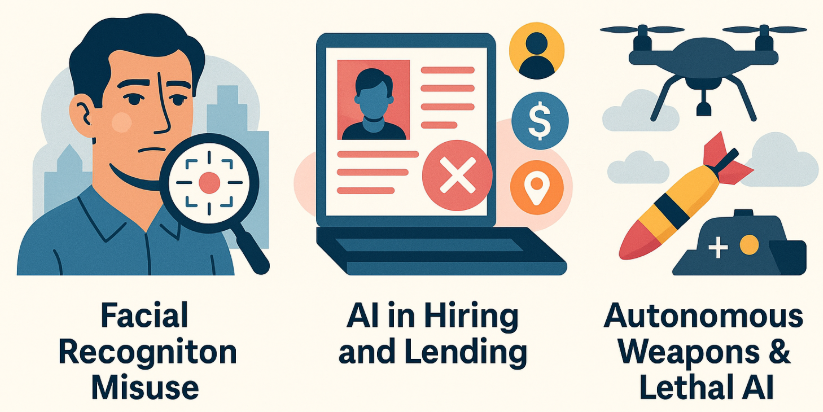 Facial
Recogniton
Misuse
AI in Hiring
and Lending
Autonomous
Weapons &
Lethal AI
$